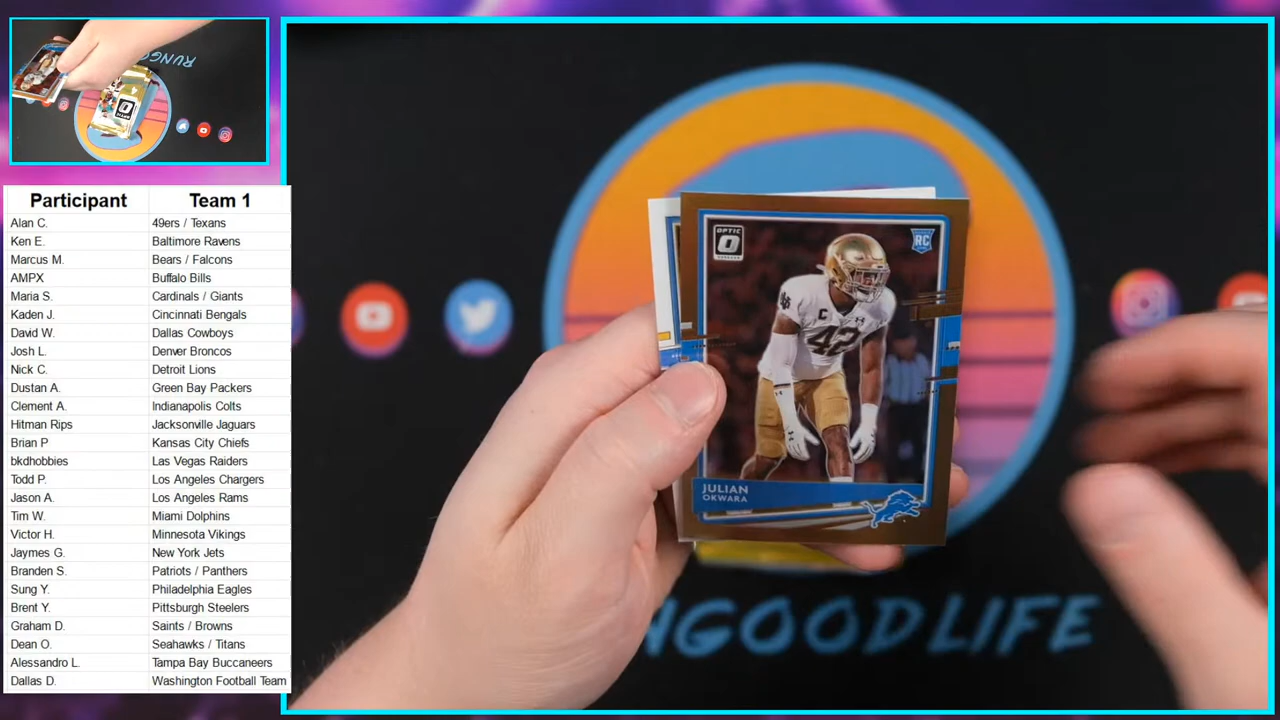 RUNGOOD
Participant Team 1
Alan C. 49ers / Texans
Ken E. Baltimore Ravens
Marcus M. Bears / Falcons
AMPX Buffalo Bills
Maria S. Cardinals / Giants
Kaden J. Cincinnati Bengals
David W. Dallas Cowboys
Josh L. Denver Broncos
Nick C. Detroit Lions
Dustan A. Green Bay Packers
Clement A. Indianapolis Colts
Hitman Rips Jacksonville Jaguars
Brian P Kansas City Chiefs
bkdhobbies Las Vegas Raiders
Todd P. Los Angeles Chargers
Jason A. Los Angeles Rams
Tim W. Miami Dolphins
Victor H. Minnesota Vikings
Jaymes G. New York Jets
Branden S. Patriots / Panthers
Sung Y. Philadelphia Eagles
Brent Y. Pittsburgh Steelers
Graham D. Saints / Browns
Dean O. Seahawks / Titans
Alessandro L. Tampa Bay Buccaneers
Dallas D. Washington Football Team
OPTIC
RC
C
42
JULIAN
OKWARA
NGOODLIFE